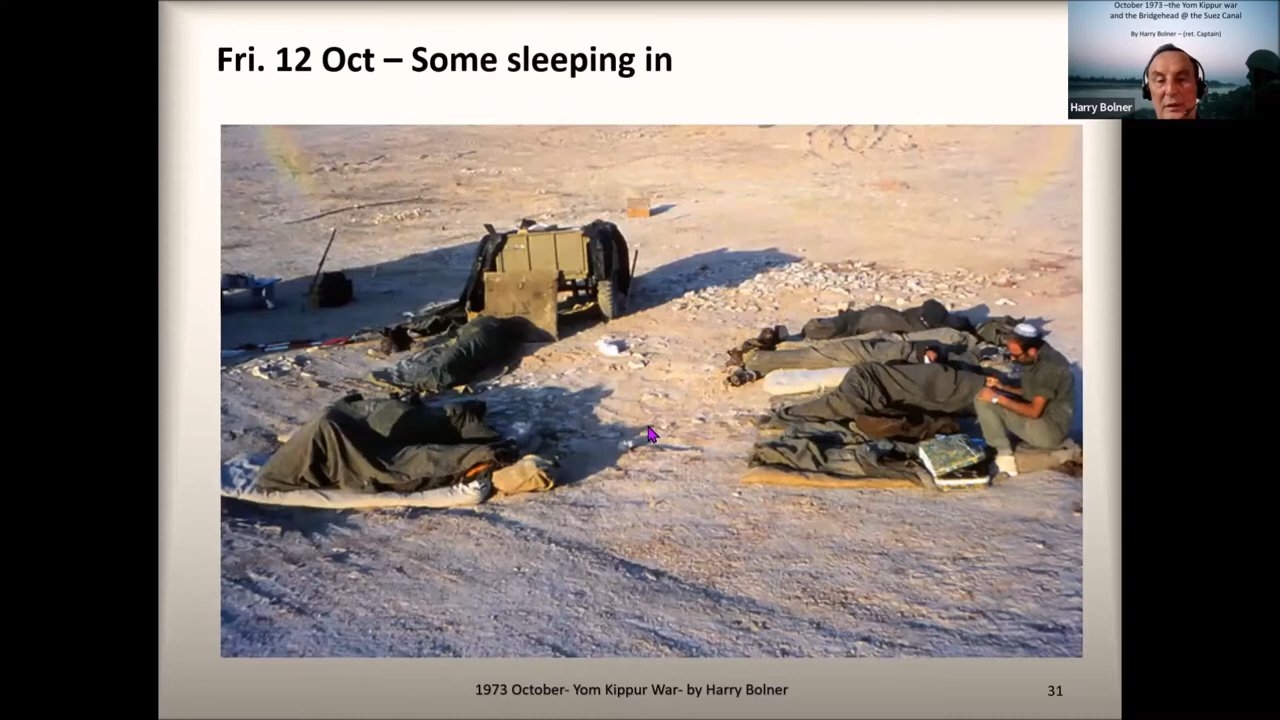 Fri. 12 Oct – Some sleeping in
October 1973 –the Yom Kippur war
and the Bridgehead @ the Suez Canal
By Harry Bolner – (ret. Captain)
Harry Bolner
1973 October- Yom Kippur War- by Harry Bolner
31